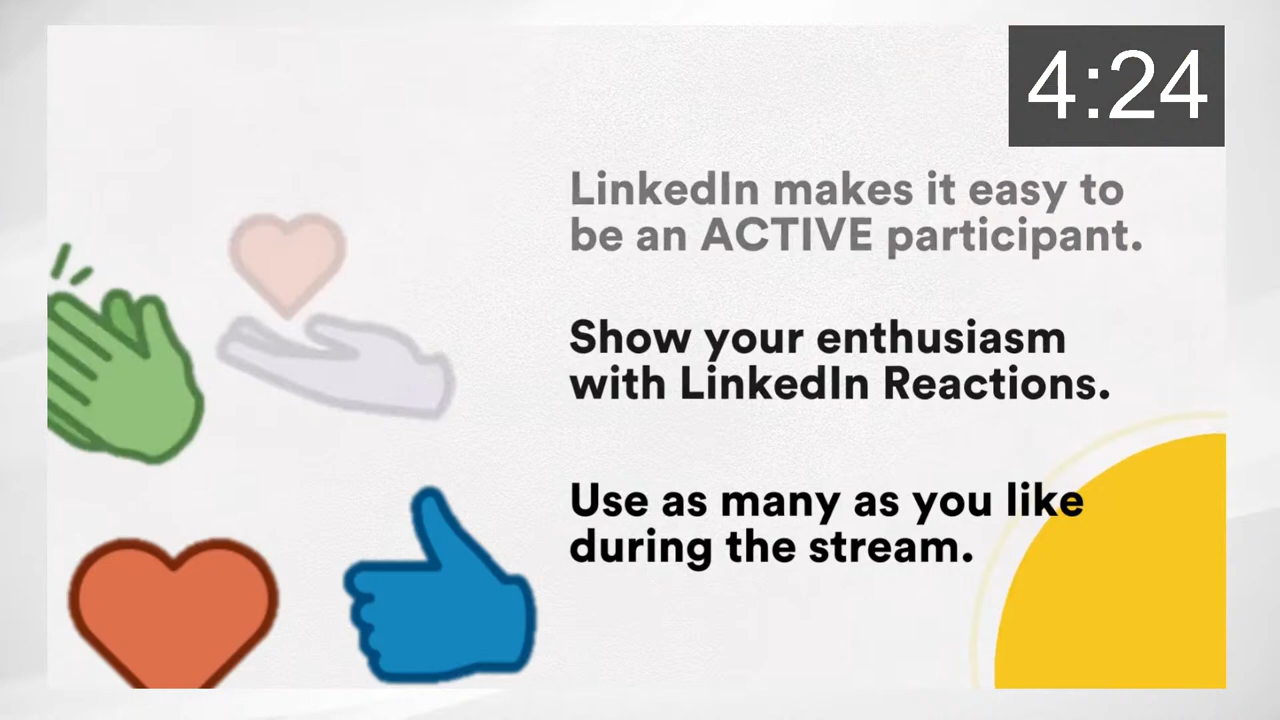 4:24
LinkedIn makes it easy to
be an ACTIVE participant.
Show your enthusiasm
with LinkedIn Reactions.
Use as many as you like
during the stream.